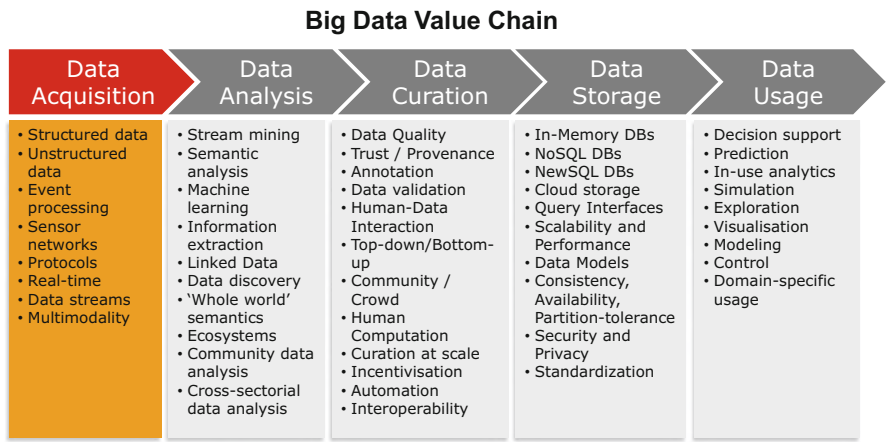 Big Data Value Chain
Data
Acquisition
Data
Analysis
Data
Curation
Data
Storage
Data
Usage
• Structured data
• Unstructured
data
• Event
processing
• Sensor
networks
• Protocols
• Real-time
• Data streams
• Multimodality
• Stream mining
• Semantic
analysis
• Machine
learning
• Information
extraction
• Linked Data
• Data discovery
• ‘Whole world’
semantics
• Ecosystems
• Community data
analysis
• Cross-sectorial
data analysis
• Data Quality
• Trust / Provenance
• Annotation
• Data validation
• Human-Data
Interaction
• Top-down/Bottom-
up
• Community /
Crowd
• Human
Computation
• Curation at scale
• Incentivisation
• Automation
• Interoperability
• In-Memory DBs
• NoSQL DBs
• NewSQL DBs
• Cloud storage
• Query Interfaces
• Scalability and
Performance
• Data Models
• Consistency,
Availability,
Partition-tolerance
• Security and
Privacy
• Standardization
• Decision support
• Prediction
• In-use analytics
• Simulation
• Exploration
• Visualisation
• Modeling
• Control
• Domain-specific
usage